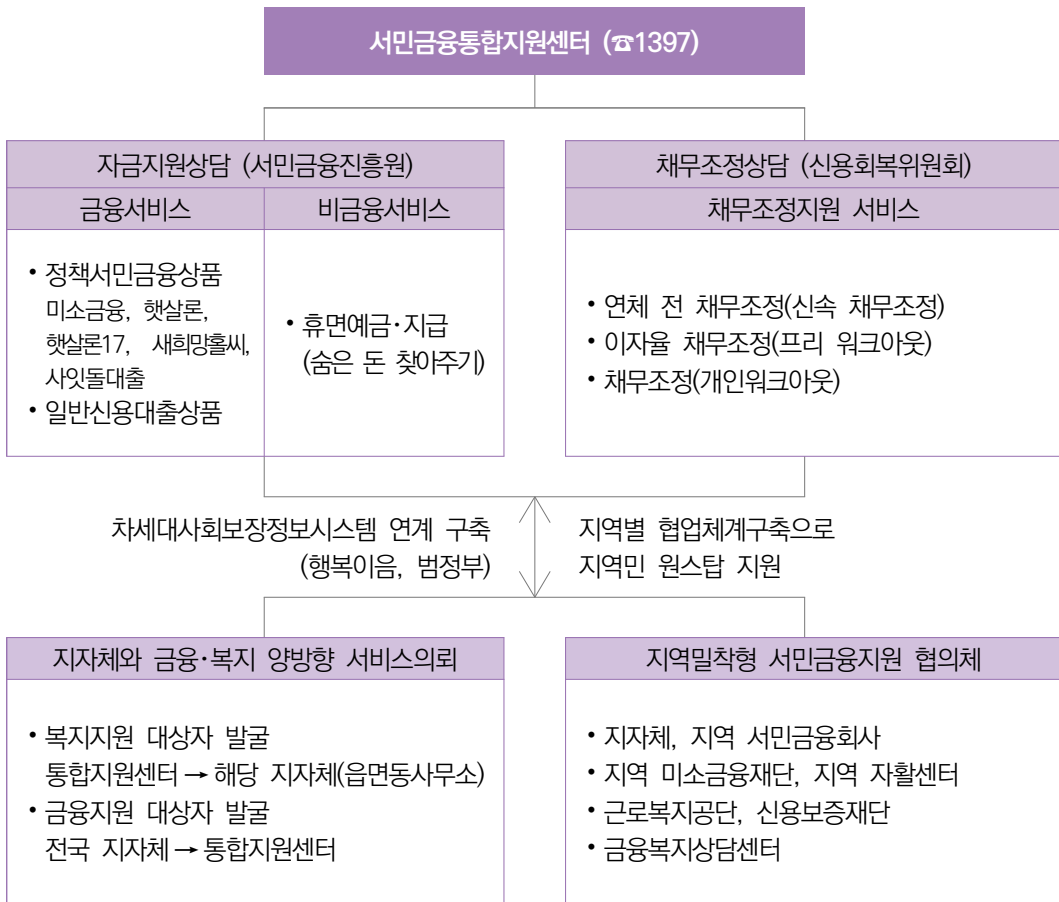 서민금융통합지원센터 (☎1397)
자금지원상담 (서민금융진흥원)
금융서비스
비금융서비스
• 정책서민금융상품
미소금융, 햇살론,
햇살론17, 새희망홀씨,
사잇돌대출
• 일반신용대출상품
• 휴면예금·지급
(숨은 돈 찾아주기)
채무조정상담 (신용회복위원회)
채무조정지원 서비스
• 연체 전 채무조정(신속 채무조정)
• 이자율 채무조정(프리 워크아웃)
• 채무조정(개인워크아웃)
차세대사회보장정보시스템 연계 구축
(행복이음, 범정부)
지역별 협업체계구축으로
지역민 원스탑 지원
지자체와 금융·복지 양방향 서비스의뢰
• 복지지원 대상자 발굴
통합지원센터 → 해당 지자체(읍면동사무소)
• 금융지원 대상자 발굴
전국 지자체 → 통합지원센터
지역밀착형 서민금융지원 협의체
• 지자체, 지역 서민금융회사
• 지역 미소금융재단, 지역 자활센터
• 근로복지공단, 신용보증재단
• 금융복지상담센터